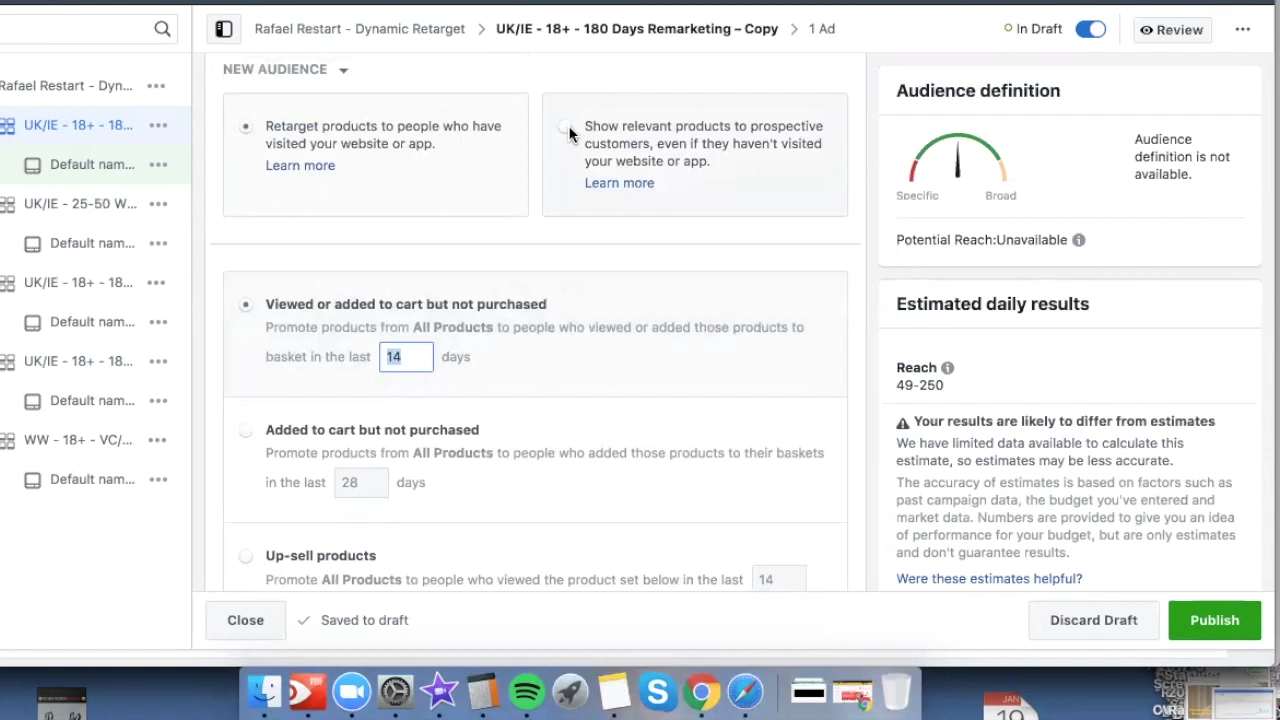 Rafael Restart - Dynamic Retarget
UK/IE - 18+ - 180 Days Remarketing – Copy
1 Ad
In Draft
Review
Rafael Restart - Dyn...
UK/IE - 18+ - 18...
Default nam...
UK/IE - 25-50 W...
Default nam...
UK/IE - 18+ - 18...
Default nam...
UK/IE - 18+ - 18...
Default nam...
WW - 18+ - VC/...
Default nam...
NEW AUDIENCE
Retarget products to people who have
visited your website or app.
Learn more
Show relevant products to prospective
customers, even if they haven't visited
your website or app.
Learn more
Viewed or added to cart but not purchased
Promote products from All Products to people who viewed or added those products to
basket in the last 14 days
Added to cart but not purchased
Promote products from All Products to people who added those products to their baskets
in the last 28 days
Up-sell products
Promote All Products to people who viewed the product set below in the last 14
Audience definition
Specific
Broad
Audience
definition is not
available.
Potential Reach:Unavailable
Estimated daily results
Reach
49-250
Your results are likely to differ from estimates
We have limited data available to calculate this
estimate, so estimates may be less accurate.
The accuracy of estimates is based on factors such as
past campaign data, the budget you've entered and
market data. Numbers are provided to give you an idea
of performance for your budget, but are only estimates
and don't guarantee results.
Were these estimates helpful?
Close
Saved to draft
Discard Draft
Publish
PDF
JAN